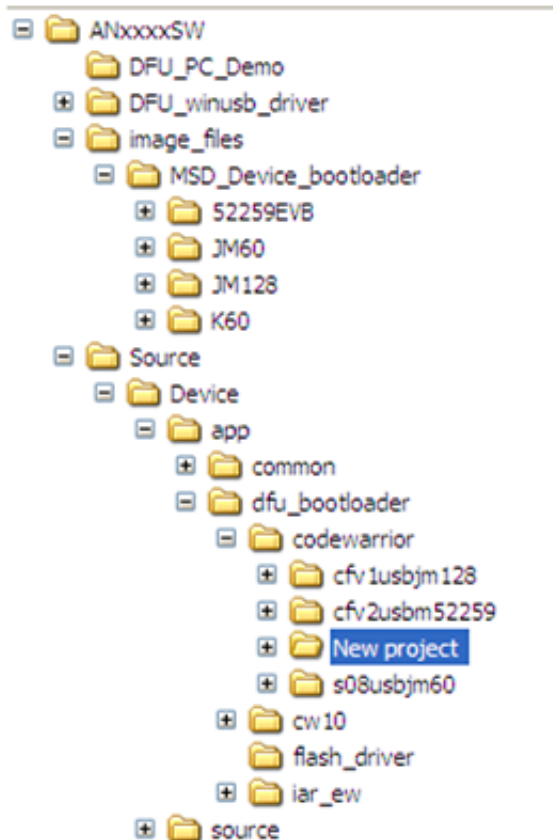 ANxxxxSW
DFU_PC_Demo
DFU_winusb_driver
image_files
MSD_Device_bootloader
52259EVB
JM60
JM128
K60
Source
Device
app
common
dfu_bootloader
codewarrior
cfv1usbjm128
cfv2usbm52259
New project
s08usbjm60
cw10
flash_driver
iar_ew
source